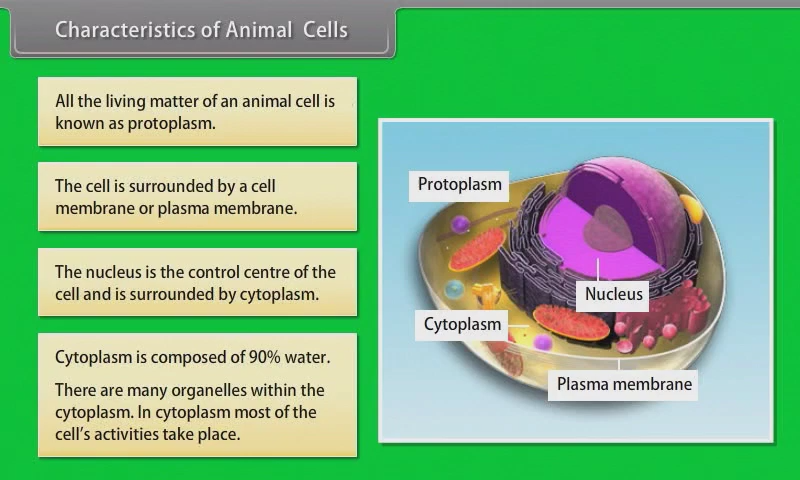 Characteristics of Animal Cells
All the living matter of an animal cell is
known as protoplasm.
The cell is surrounded by a cell
membrane or plasma membrane.
The nucleus is the control centre of the
cell and is surrounded by cytoplasm.
Cytoplasm is composed of 90% water.
There are many organelles within the
cytoplasm. In cytoplasm most of the
cell's activities take place.
Protoplasm
Nucleus
Cytoplasm
Plasma membrane